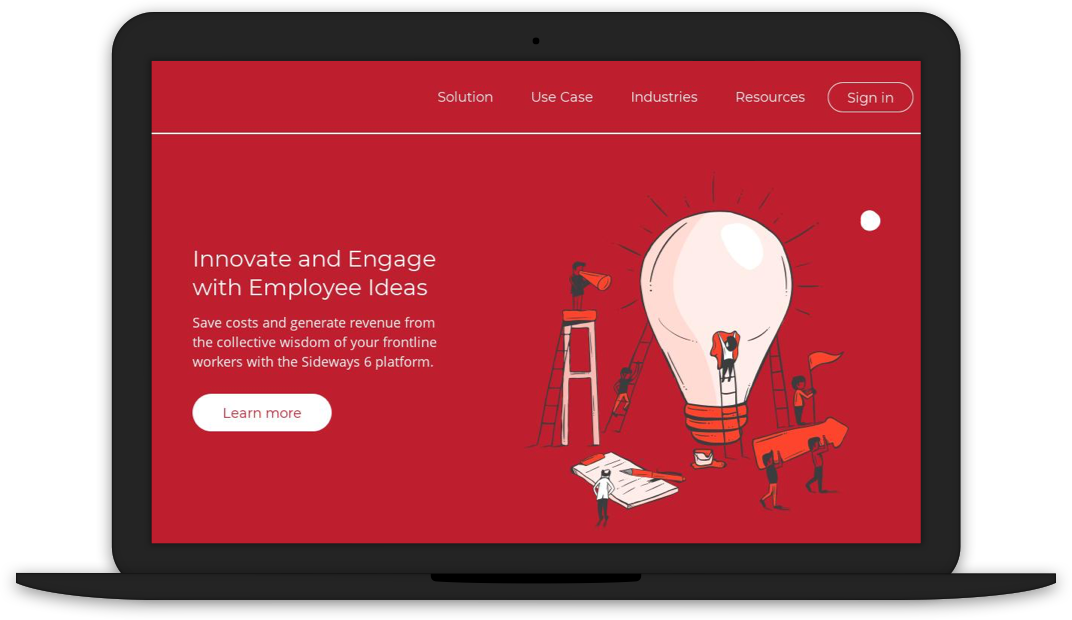 Solution Use Case Industries Resources Sign in
Innovate and Engage
with Employee Ideas
Save costs and generate revenue from
the collective wisdom of your frontline
workers with the Sideways 6 platform.
Learn more